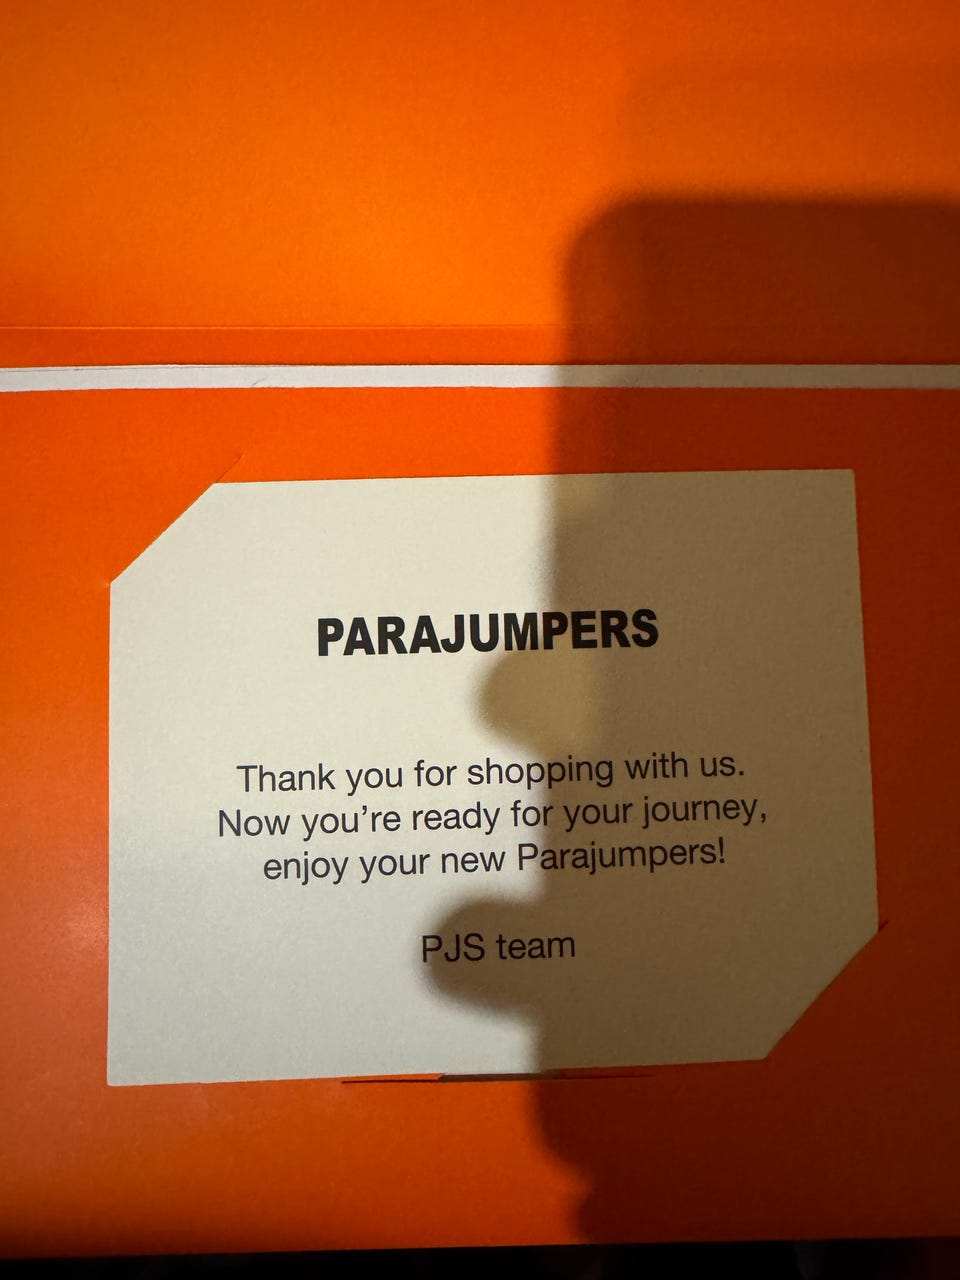 PARAJUMPERS
Thank you for shopping with us.
Now you're ready for your journey,
enjoy your new Parajumpers!
PJS team